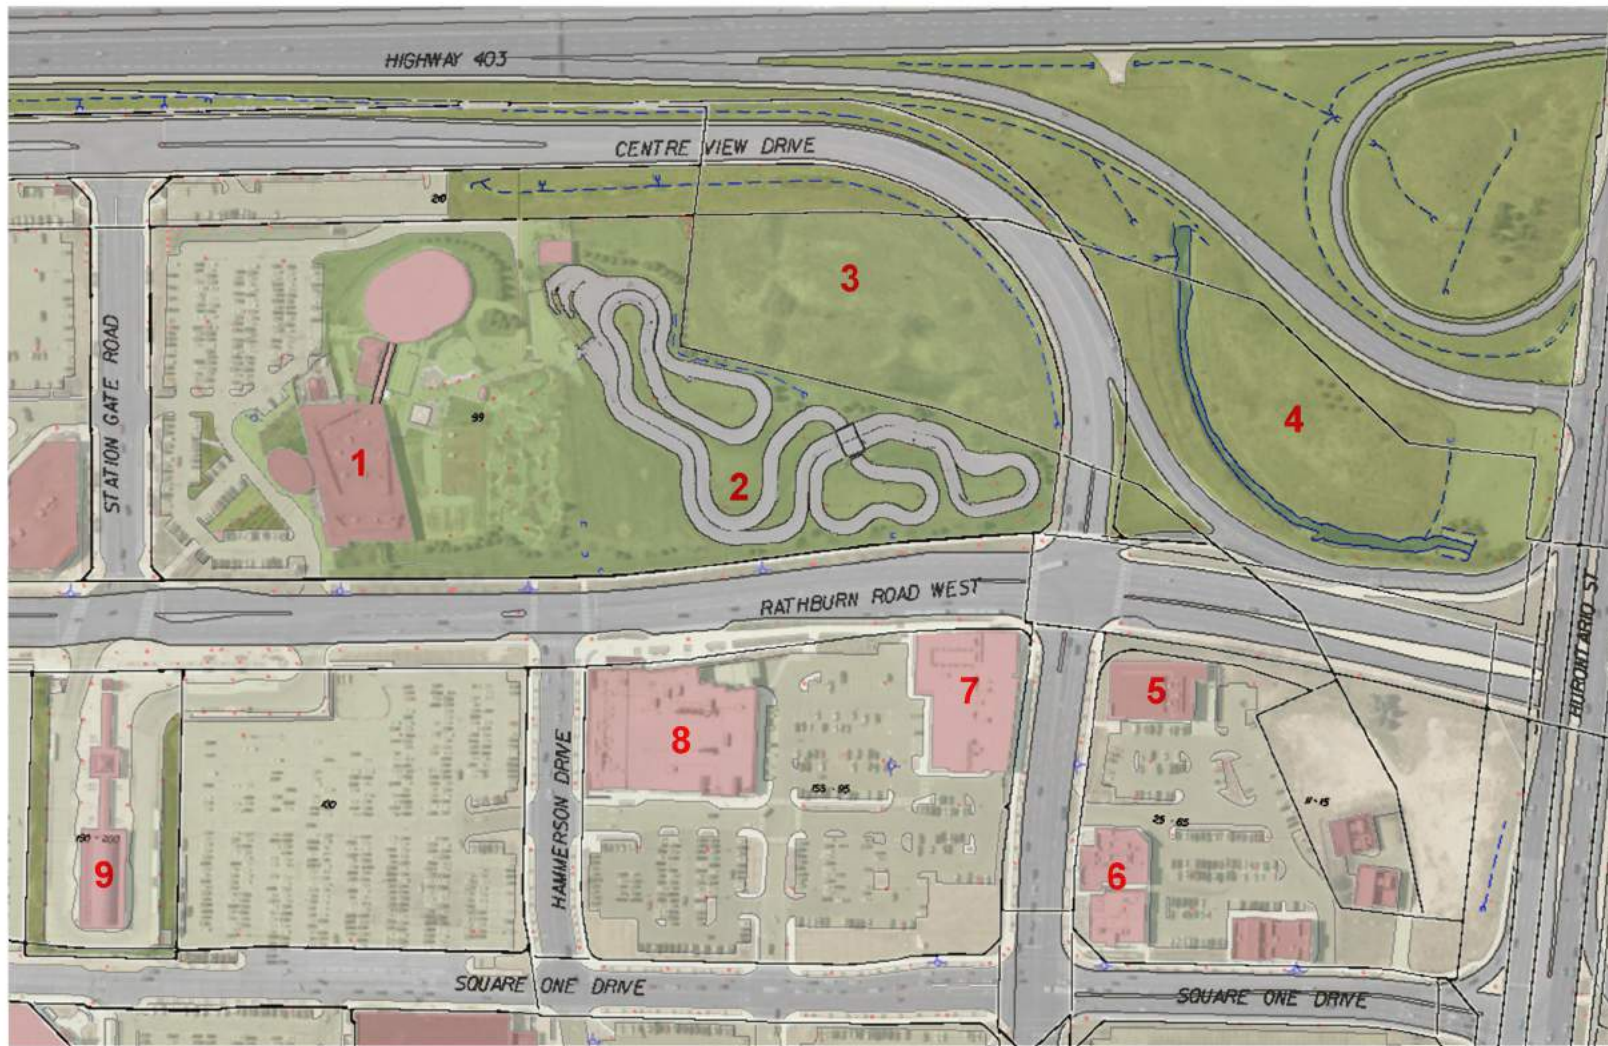 HIGHWAY 403
CENTRE VIEW DRIVE
20
3
STATION GATE ROAD
99
1
2
4
RATHBURN ROAD WEST
HURONTARIO ST.
5
7
8
HAMMERSON DRIVE
100
153-95
25-65
11-15
150-200
9
6
SQUARE ONE DRIVE
SQUARE ONE DRIVE